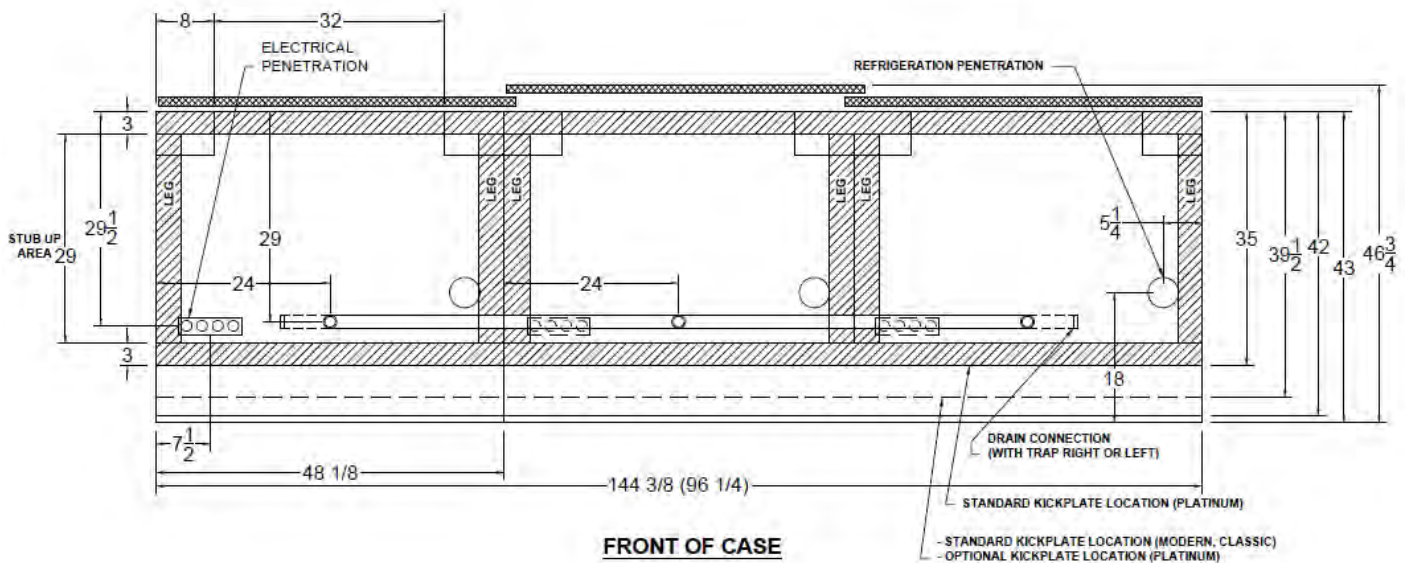 8
32
ELECTRICAL
PENETRATION
REFRIGERATION PENETRATION
3
LEG
LEG
LEG
LEG
LEG
LEG
29 1/2
STUB UP
AREA
29
29
5 1/4
35
39 1/2
42
43
46 3/4
24
24
3
18
7 1/2
DRAIN CONNECTION
(WITH TRAP RIGHT OR LEFT)
48 1/8
144 3/8 (96 1/4)
STANDARD KICKPLATE LOCATION (PLATINUM)
FRONT OF CASE
- STANDARD KICKPLATE LOCATION (MODERN, CLASSIC)
- OPTIONAL KICKPLATE LOCATION (PLATINUM)